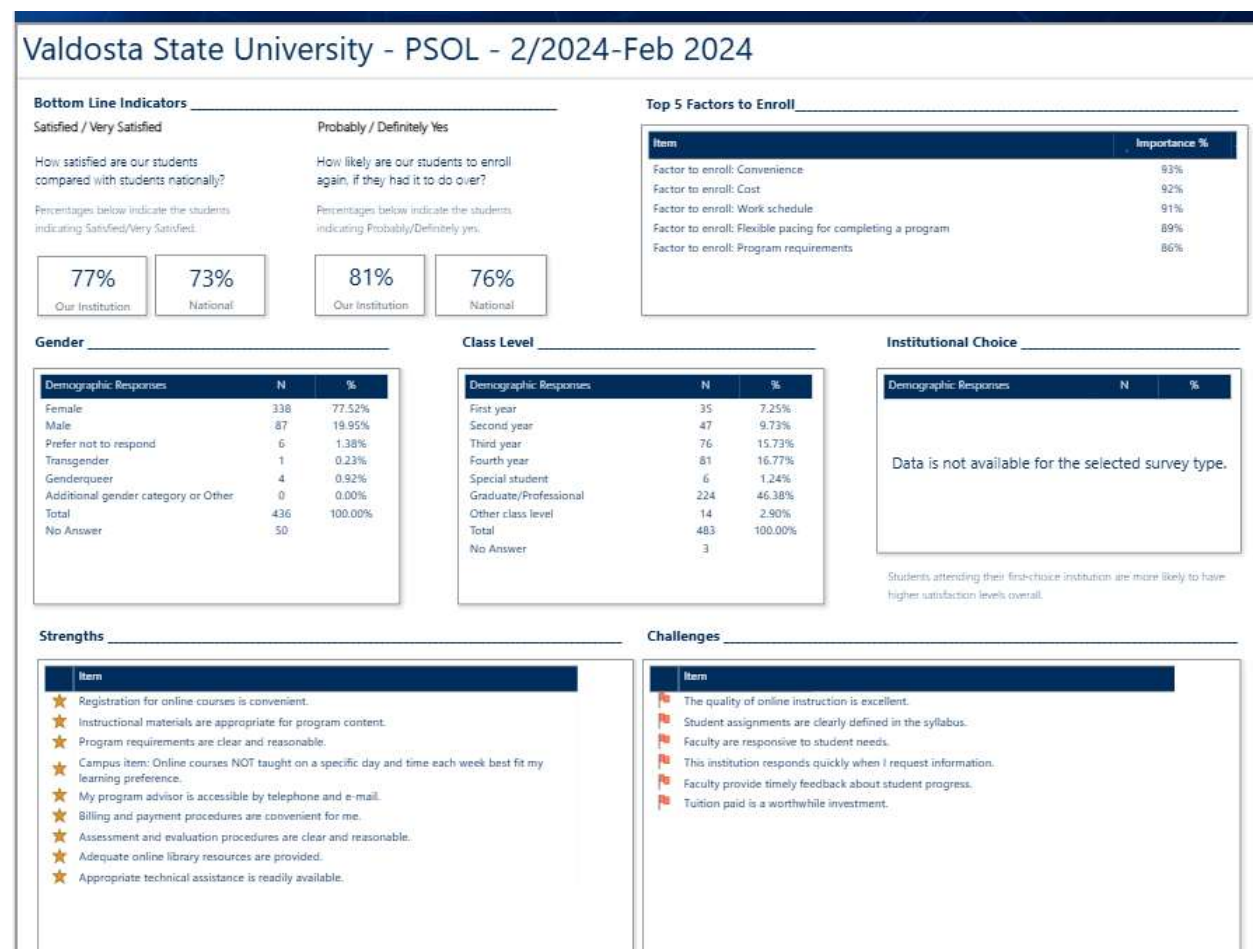 Valdosta State University - PSOL - 2/2024-Feb 2024
Bottom Line Indicators
Satisfied / Very Satisfied
How satisfied are our students
compared with students nationally?
Percentages below indicate the students
indicating Satisfied/Very Satisfied.
77%
Our Institution
73%
National
Probably / Definitely Yes
How likely are our students to enroll
again, if they had it to do over?
Percentages below indicate the students
indicating Probably/Definitely yes.
81%
Our Institution
76%
National
Top 5 Factors to Enroll
Item Importance %
Factor to enroll: Convenience 93%
Factor to enroll: Cost 92%
Factor to enroll: Work schedule 91%
Factor to enroll: Flexible pacing for completing a program 89%
Factor to enroll: Program requirements 86%
Gender
Demographic Responses N %
Female 338 77.52%
Male 87 19.95%
Prefer not to respond 6 1.38%
Transgender 1 0.23%
Genderqueer 4 0.92%
Additional gender category or Other 0 0.00%
Total 436 100.00%
No Answer 50
Class Level
Demographic Responses N %
First year 35 7.25%
Second year 47 9.73%
Third year 76 15.73%
Fourth year 81 16.77%
Special student 6 1.24%
Graduate/Professional 224 46.38%
Other class level 14 2.90%
Total 483 100.00%
No Answer 3
Institutional Choice
Demographic Responses N %
Data is not available for the selected survey type.
Students attending their first-choice institution are more likely to have
higher satisfaction levels overall.
Strengths
Item
Registration for online courses is convenient.
Instructional materials are appropriate for program content.
Program requirements are clear and reasonable.
Campus item: Online courses NOT taught on a specific day and time each week best fit my
learning preference.
My program advisor is accessible by telephone and e-mail.
Billing and payment procedures are convenient for me.
Assessment and evaluation procedures are clear and reasonable.
Adequate online library resources are provided.
Appropriate technical assistance is readily available.
Challenges
Item
The quality of online instruction is excellent.
Student assignments are clearly defined in the syllabus.
Faculty are responsive to student needs.
This institution responds quickly when I request information.
Faculty provide timely feedback about student progress.
Tuition paid is a worthwhile investment.